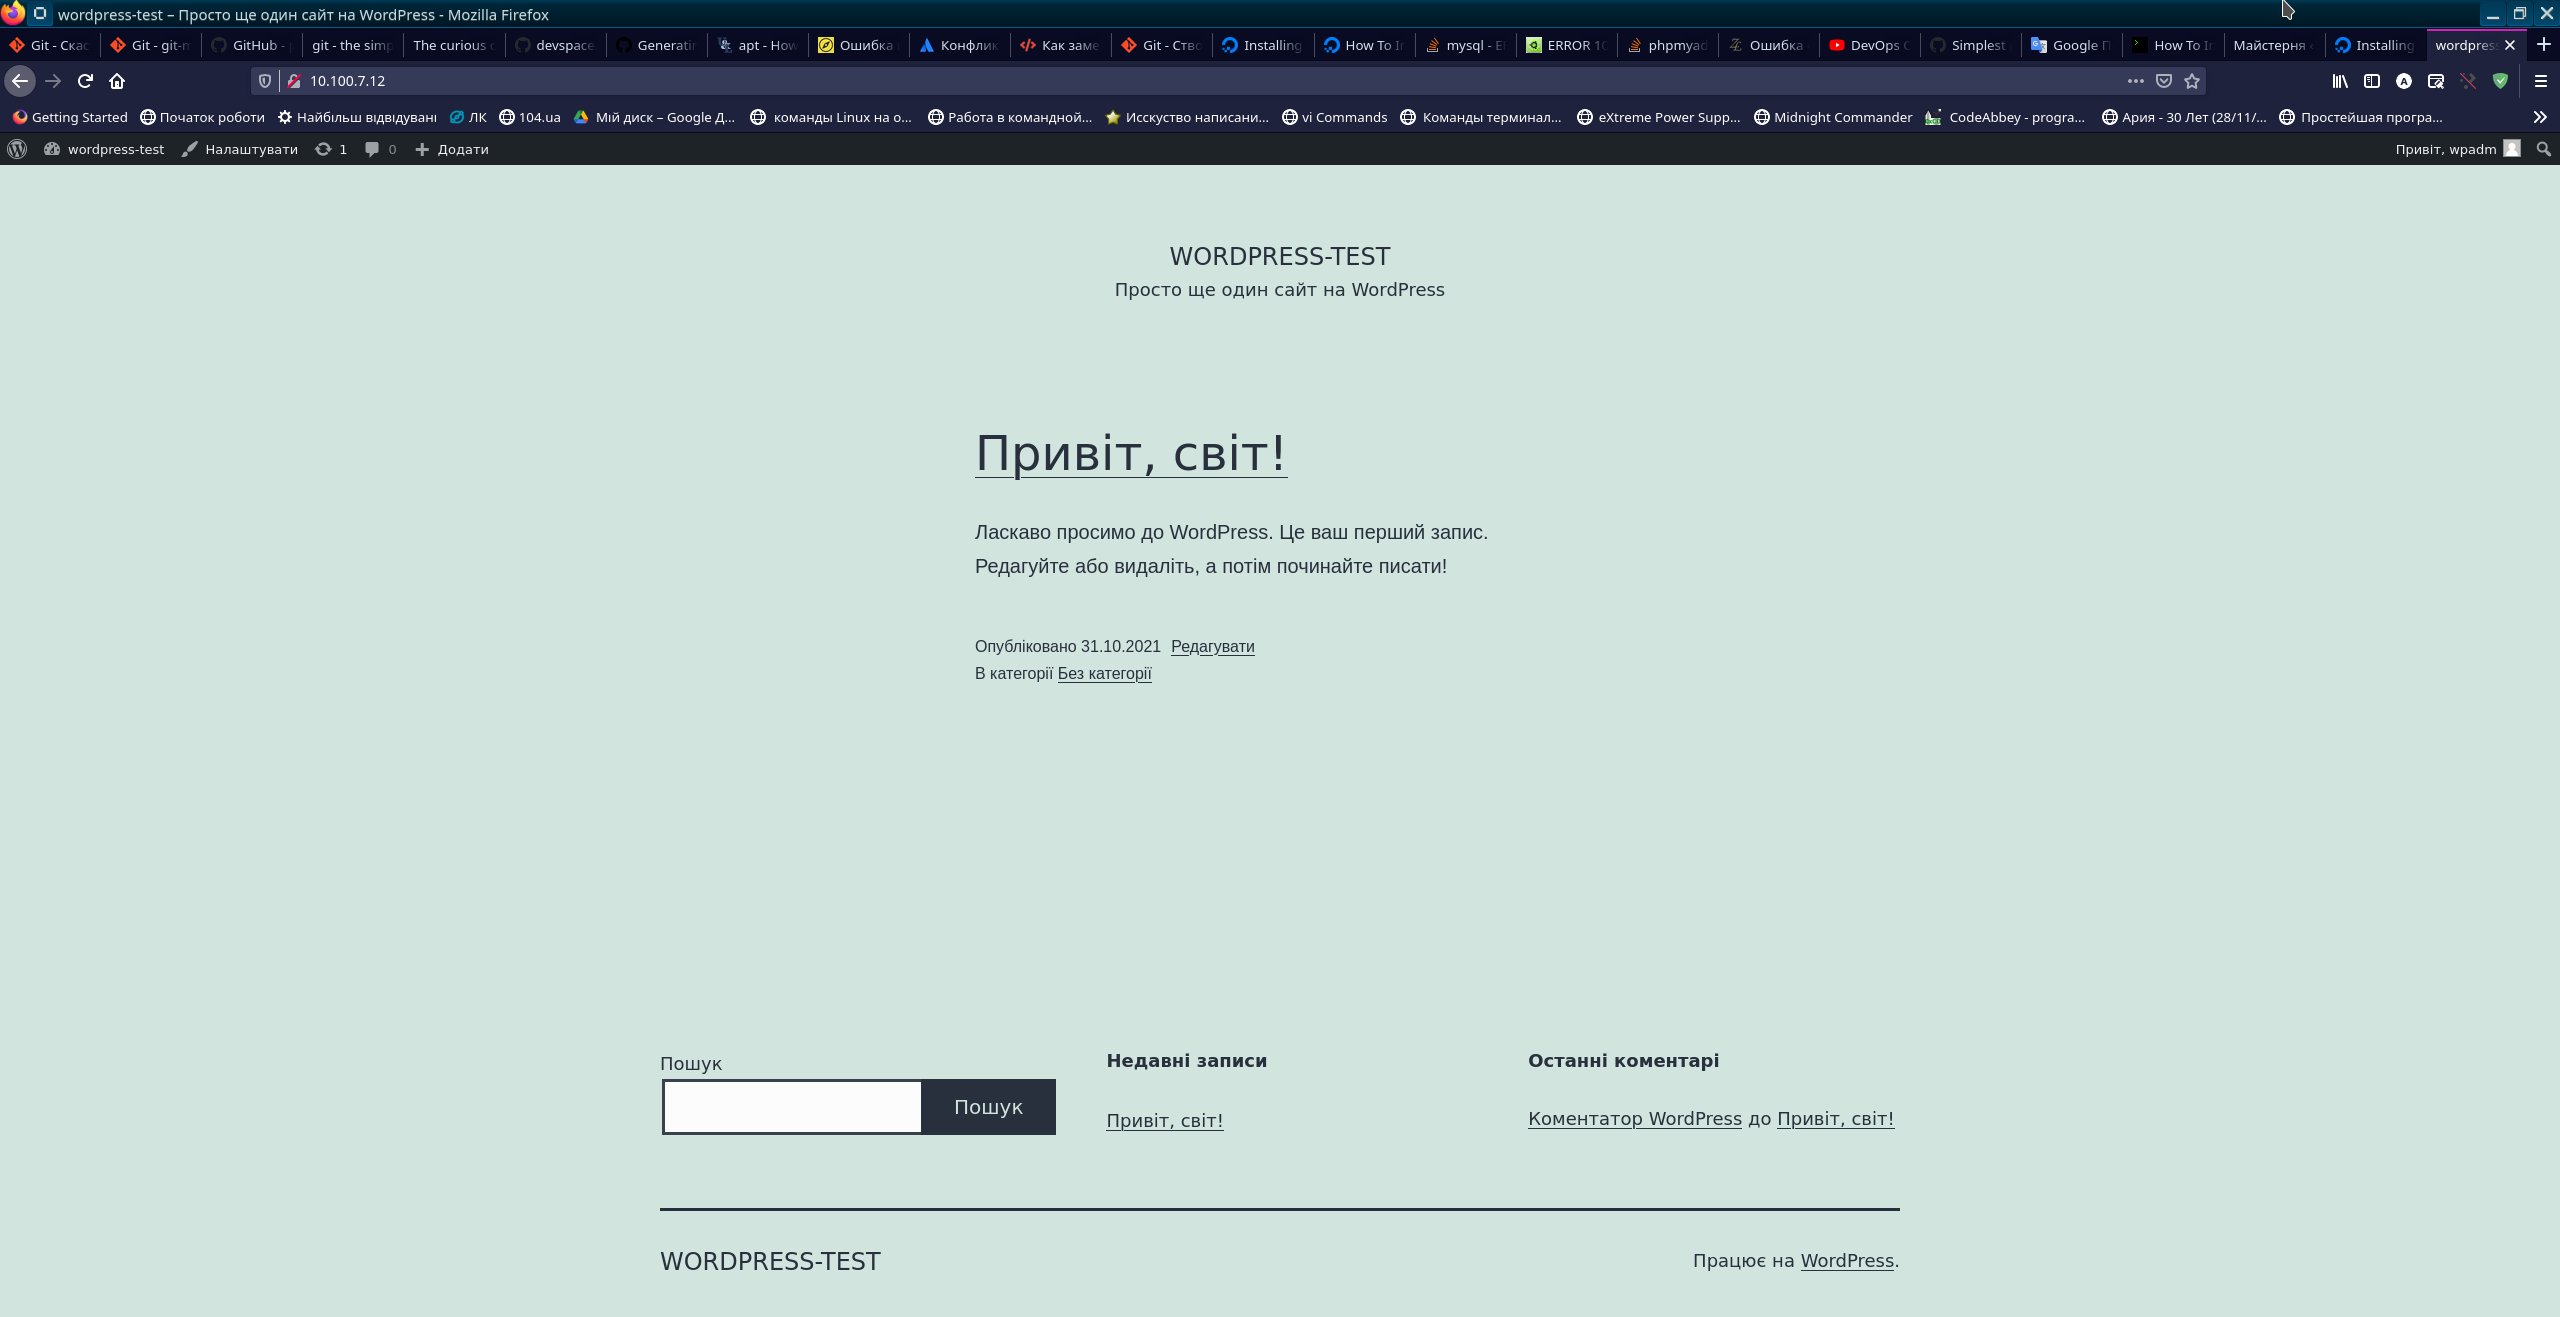 wordpress-test – Просто ще один сайт на WordPress - Mozilla Firefox
Git - Git - git- GitHub - git - the simp The curious devspace apt - How Ошибка Конфлик Как заме Git - Ство Installing How To mysql - ERROR phpmyad Ошибка DevOps Simplest Google How To Майстерня Installing wordpress
10.100.7.12
Getting Started Початок роботи Найбільш відвідувані ЛК 104.ua Мій диск – Google Д... команды Linux на о... Работа в командной... Исскуство написани... vi Commands Команды терминал... eXtreme Power Supp... Midnight Commander CodeAbbey - progra... Ария - 30 Лет (28/11/... Простейшая програ...
wordpress-test Налаштувати 1 0 Додати Привіт, wpadm
WORDPRESS-TEST
Просто ще один сайт на WordPress
Привіт, світ!
Ласкаво просимо до WordPress. Це ваш перший запис.
Редагуйте або видаліть, а потім починайте писати!
Опубліковано 31.10.2021 Редагувати
В категорії Без категорії
Пошук
Пошук
Недавні записи
Привіт, світ!
Останні коментарі
Коментатор WordPress до Привіт, світ!
WORDPRESS-TEST
Працює на WordPress.